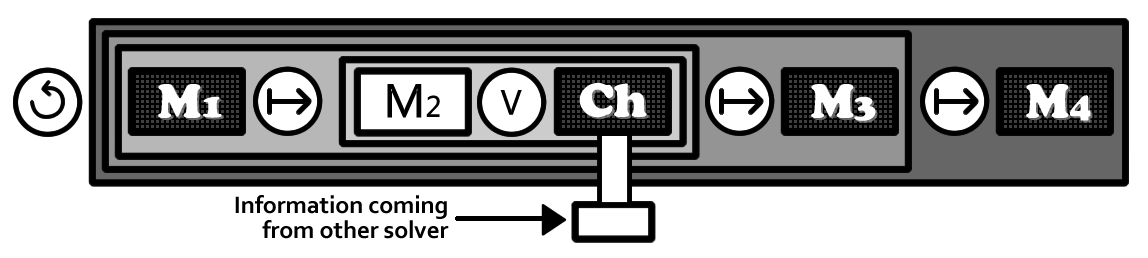 M1 M2 V Ch M3 M4
Information coming
from other solver